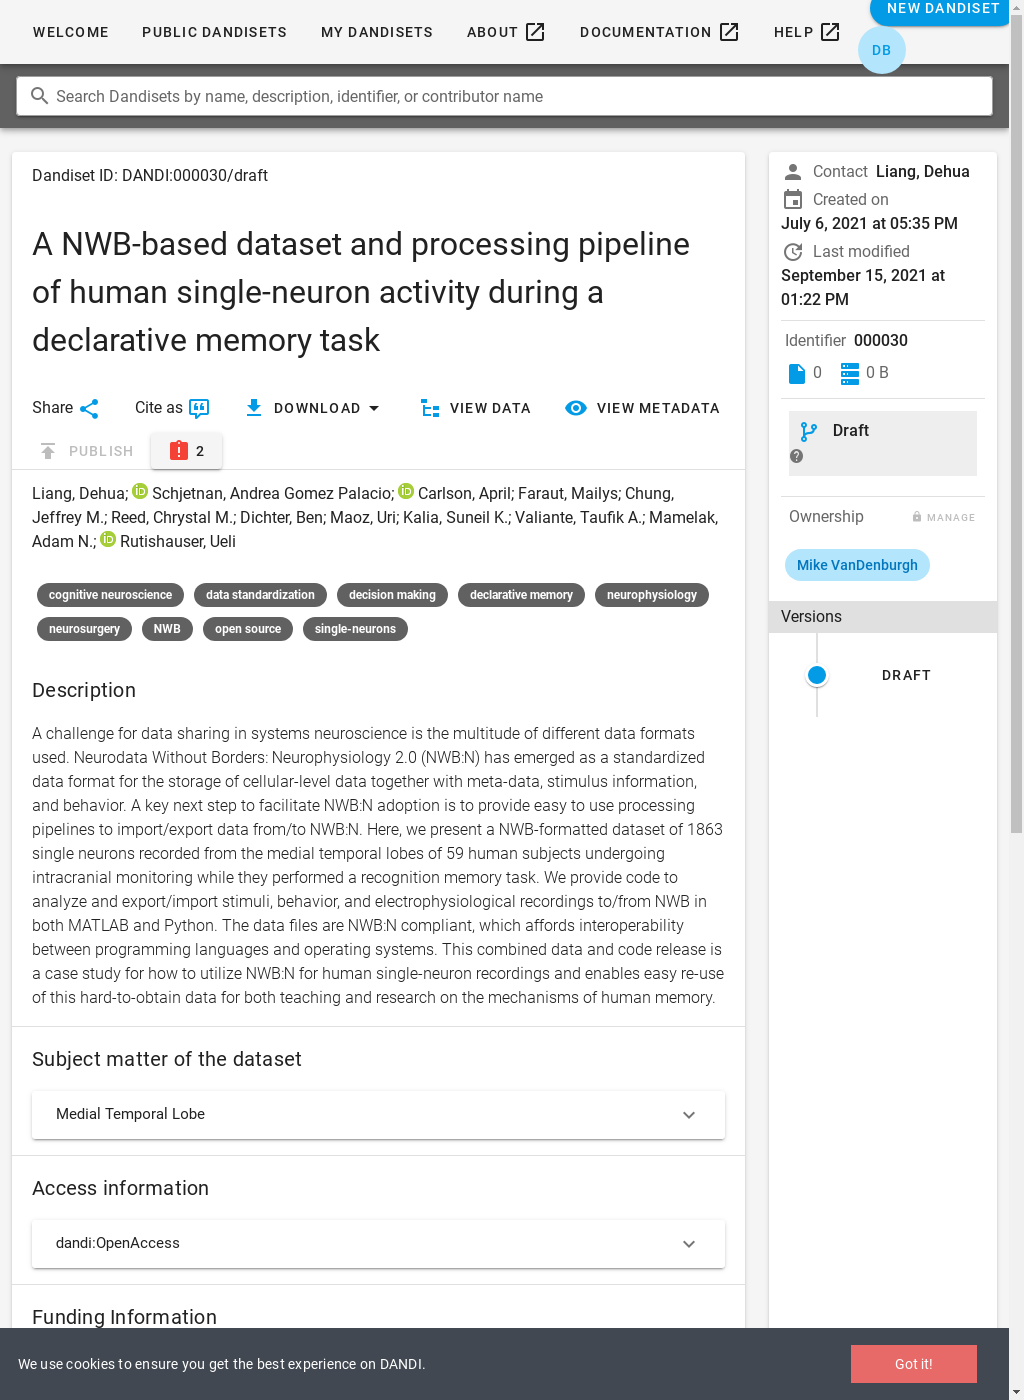 WELCOME PUBLIC DANDISETS MY DANDISETS ABOUT DOCUMENTATION HELP NEW DANDISET
DB
Search Dandisets by name, description, identifier, or contributor name
Dandiset ID: DANDI:000030/draft
A NWB-based dataset and processing pipeline
of human single-neuron activity during a
declarative memory task
Share Cite as DOWNLOAD VIEW DATA VIEW METADATA
PUBLISH 2
Liang, Dehua; Schjetnan, Andrea Gomez Palacio; Carlson, April; Faraut, Mailys; Chung,
Jeffrey M.; Reed, Chrystal M.; Dichter, Ben; Maoz, Uri; Kalia, Suneil K.; Valiante, Taufik A.; Mamelak,
Adam N.; Rutishauser, Ueli
cognitive neuroscience data standardization decision making declarative memory neurophysiology
neurosurgery NWB open source single-neurons
Description
A challenge for data sharing in systems neuroscience is the multitude of different data formats
used. Neurodata Without Borders: Neurophysiology 2.0 (NWB:N) has emerged as a standardized
data format for the storage of cellular-level data together with meta-data, stimulus information,
and behavior. A key next step to facilitate NWB:N adoption is to provide easy to use processing
pipelines to import/export data from/to NWB:N. Here, we present a NWB-formatted dataset of 1863
single neurons recorded from the medial temporal lobes of 59 human subjects undergoing
intracranial monitoring while they performed a recognition memory task. We provide code to
analyze and export/import stimuli, behavior, and electrophysiological recordings to/from NWB in
both MATLAB and Python. The data files are NWB:N compliant, which affords interoperability
between programming languages and operating systems. This combined data and code release is
a case study for how to utilize NWB:N for human single-neuron recordings and enables easy re-use
of this hard-to-obtain data for both teaching and research on the mechanisms of human memory.
Subject matter of the dataset
Medial Temporal Lobe
Access information
dandi:OpenAccess
Funding Information
Contact Liang, Dehua
Created on
July 6, 2021 at 05:35 PM
Last modified
September 15, 2021 at
01:22 PM
Identifier 000030
0 0 B
Draft
Ownership MANAGE
Mike VanDenburgh
Versions
DRAFT
We use cookies to ensure you get the best experience on DANDI.
Got it!